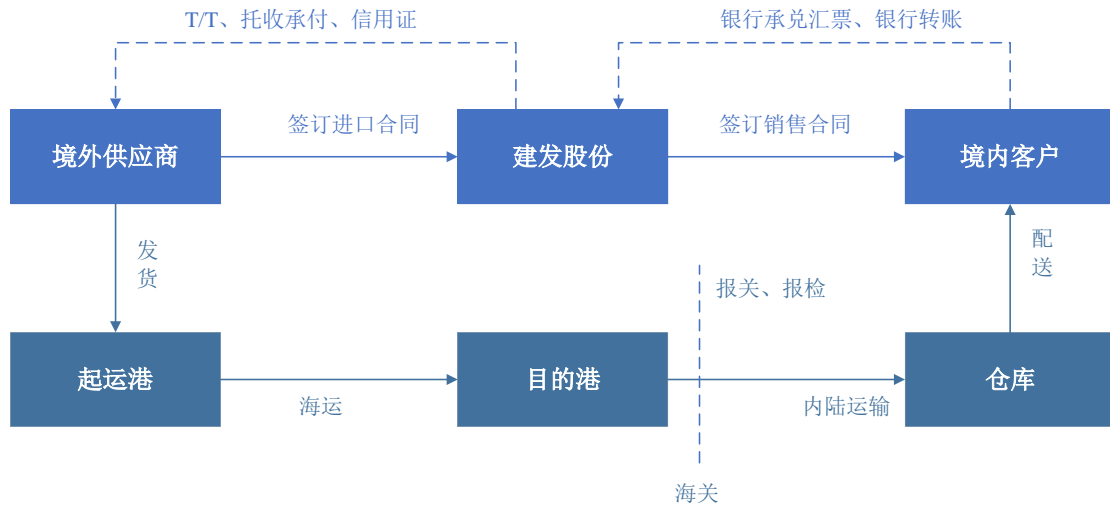 T/T、托收承付、信用证
银行承兑汇票、银行转账
签订进口合同
签订销售合同
境外供应商
建发股份
境内客户
发
货
配
送
报关、报检
起运港
目的港
仓库
海运
内陆运输
海关